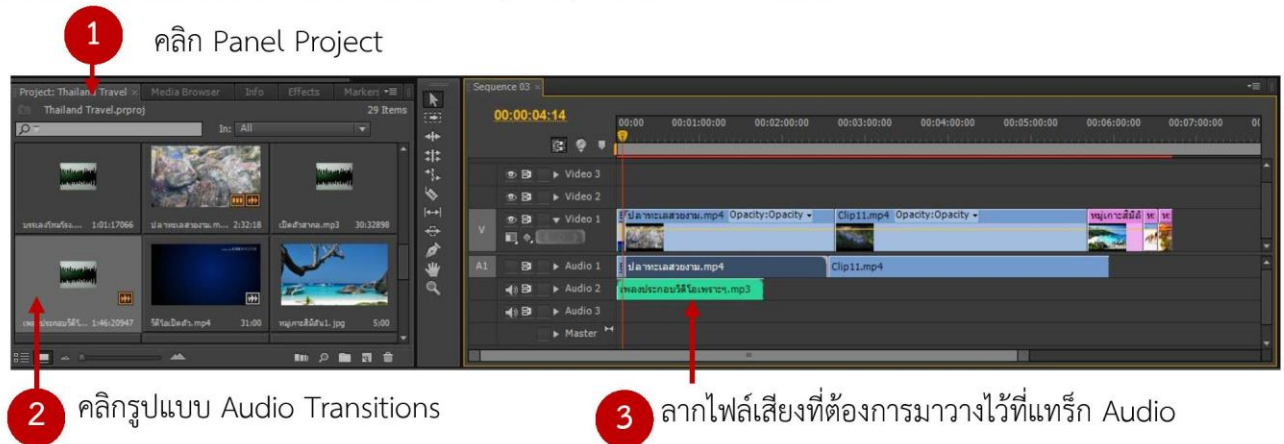 1 คลิก Panel Project
Project: Thailand Travel × Media Browser Info Effects Markers
Thailand Travel.prproj 29 Items
In: All
1:01:17066
ปลาทะเลสวยงาม.m... 2:32:18
เปิดตัวสากล.mp3 30:32898
เพลงประกอบวีดิโ... 1:46:20947
วีดีโอเปิดตัว.mp4 31:00
หมู่เกาะสิมิลัน1.jpg 5:00
Sequence 03 ×
00:00:04:14
00:00 00:01:00:00 00:02:00:00 00:03:00:00 00:04:00:00 00:05:00:00 00:06:00:00 00:07:00:00
Video 3
Video 2
V Video 1 ปลาทะเลสวยงาม.mp4 Opacity:Opacity Clip11.mp4 Opacity:Opacity
A1 Audio 1 ปลาทะเลสวยงาม.mp4 Clip11.mp4
Audio 2 เพลงประกอบวีดิโอเพราะๆ.mp3
Audio 3
Master
2 คลิกรูปแบบ Audio Transitions
3 ลากไฟล์เสียงที่ต้องการมาวางไว้ที่แทร็ก Audio